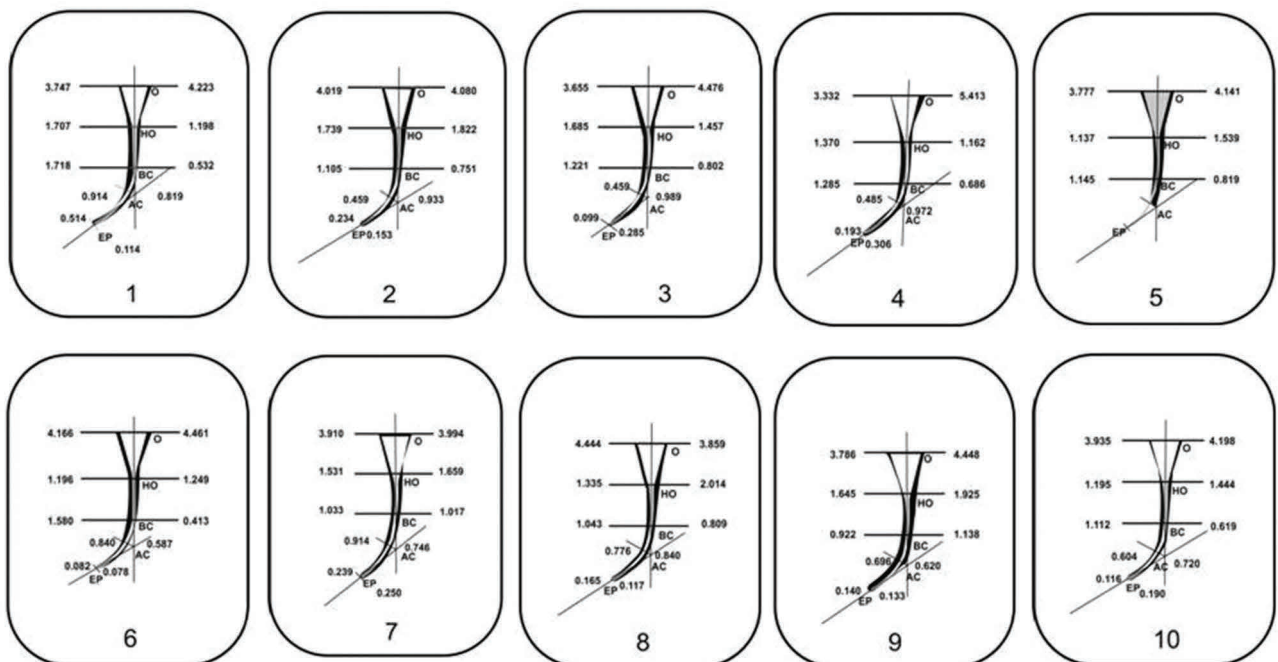 3.747 4.223
O
1.707 1.198
HO
1.718 0.532
BC
0.914 0.819
AC
0.514
EP
0.114
1
4.019 4.080
O
1.739 1.822
HO
1.105 0.751
BC
0.459 0.933
AC
0.234
EP 0.153
2
3.655 4.476
O
1.685 1.457
HO
1.221 0.802
BC
0.459 0.989
AC
0.099
EP 0.285
3
3.332 5.413
O
1.370 1.162
HO
1.285 0.686
BC
0.485 0.972
AC
0.193
EP 0.306
4
3.777 4.141
O
1.137 1.539
HO
1.145 0.819
BC
AC
EP
5
4.166 4.461
O
1.196 1.249
HO
1.580 0.413
BC
0.840 0.587
AC
0.082 0.078
EP
6
3.910 3.994
O
1.531 1.659
HO
1.033 1.017
BC
0.914 0.746
AC
0.239
EP
0.250
7
4.444 3.859
O
1.335 2.014
HO
1.043 0.809
BC
0.776 0.840
AC
0.165 0.117
EP
8
3.786 4.448
O
1.645 1.925
HO
0.922 1.138
BC
0.696 0.620
AC
0.140 0.133
EP
9
3.935 4.198
O
1.195 1.444
HO
1.112 0.619
BC
0.604 0.720
AC
0.116
EP 0.190
10